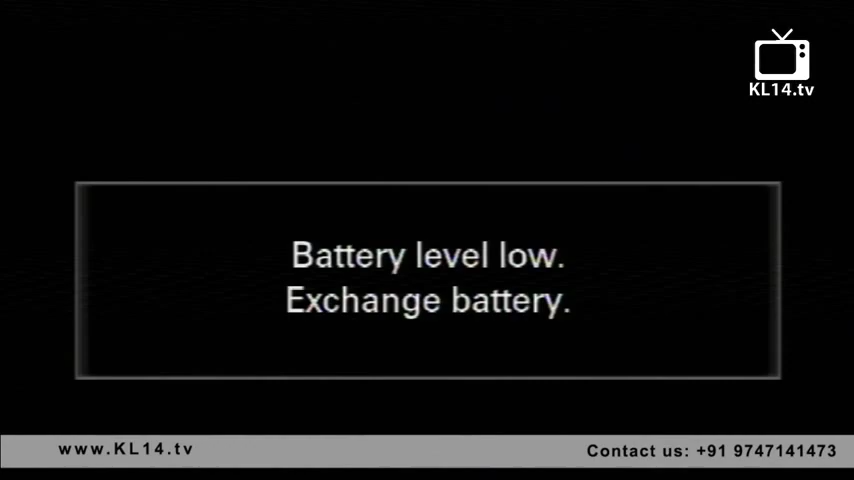 KL14.tv
Battery level low.
Exchange battery.
www.KL14.tv
Contact us: +91 9747141473